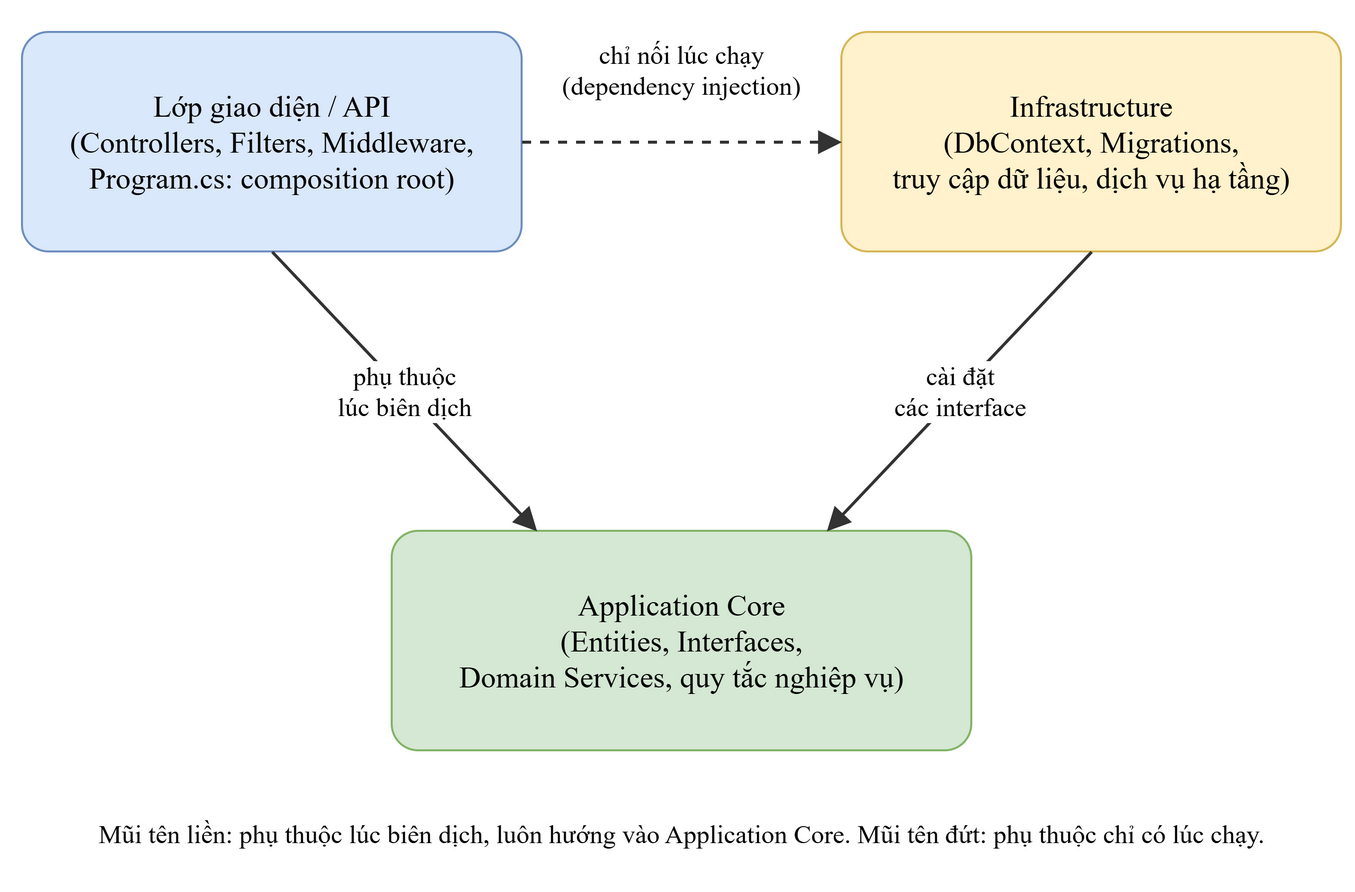 Lớp giao diện / API
(Controllers, Filters, Middleware,
Program.cs: composition root)
chỉ nối lúc chạy
(dependency injection)
Infrastructure
(DbContext, Migrations,
truy cập dữ liệu, dịch vụ hạ tầng)
phụ thuộc
lúc biên dịch
cài đặt
các interface
Application Core
(Entities, Interfaces,
Domain Services, quy tắc nghiệp vụ)
Mũi tên liền: phụ thuộc lúc biên dịch, luôn hướng vào Application Core. Mũi tên đứt: phụ thuộc chỉ có lúc chạy.